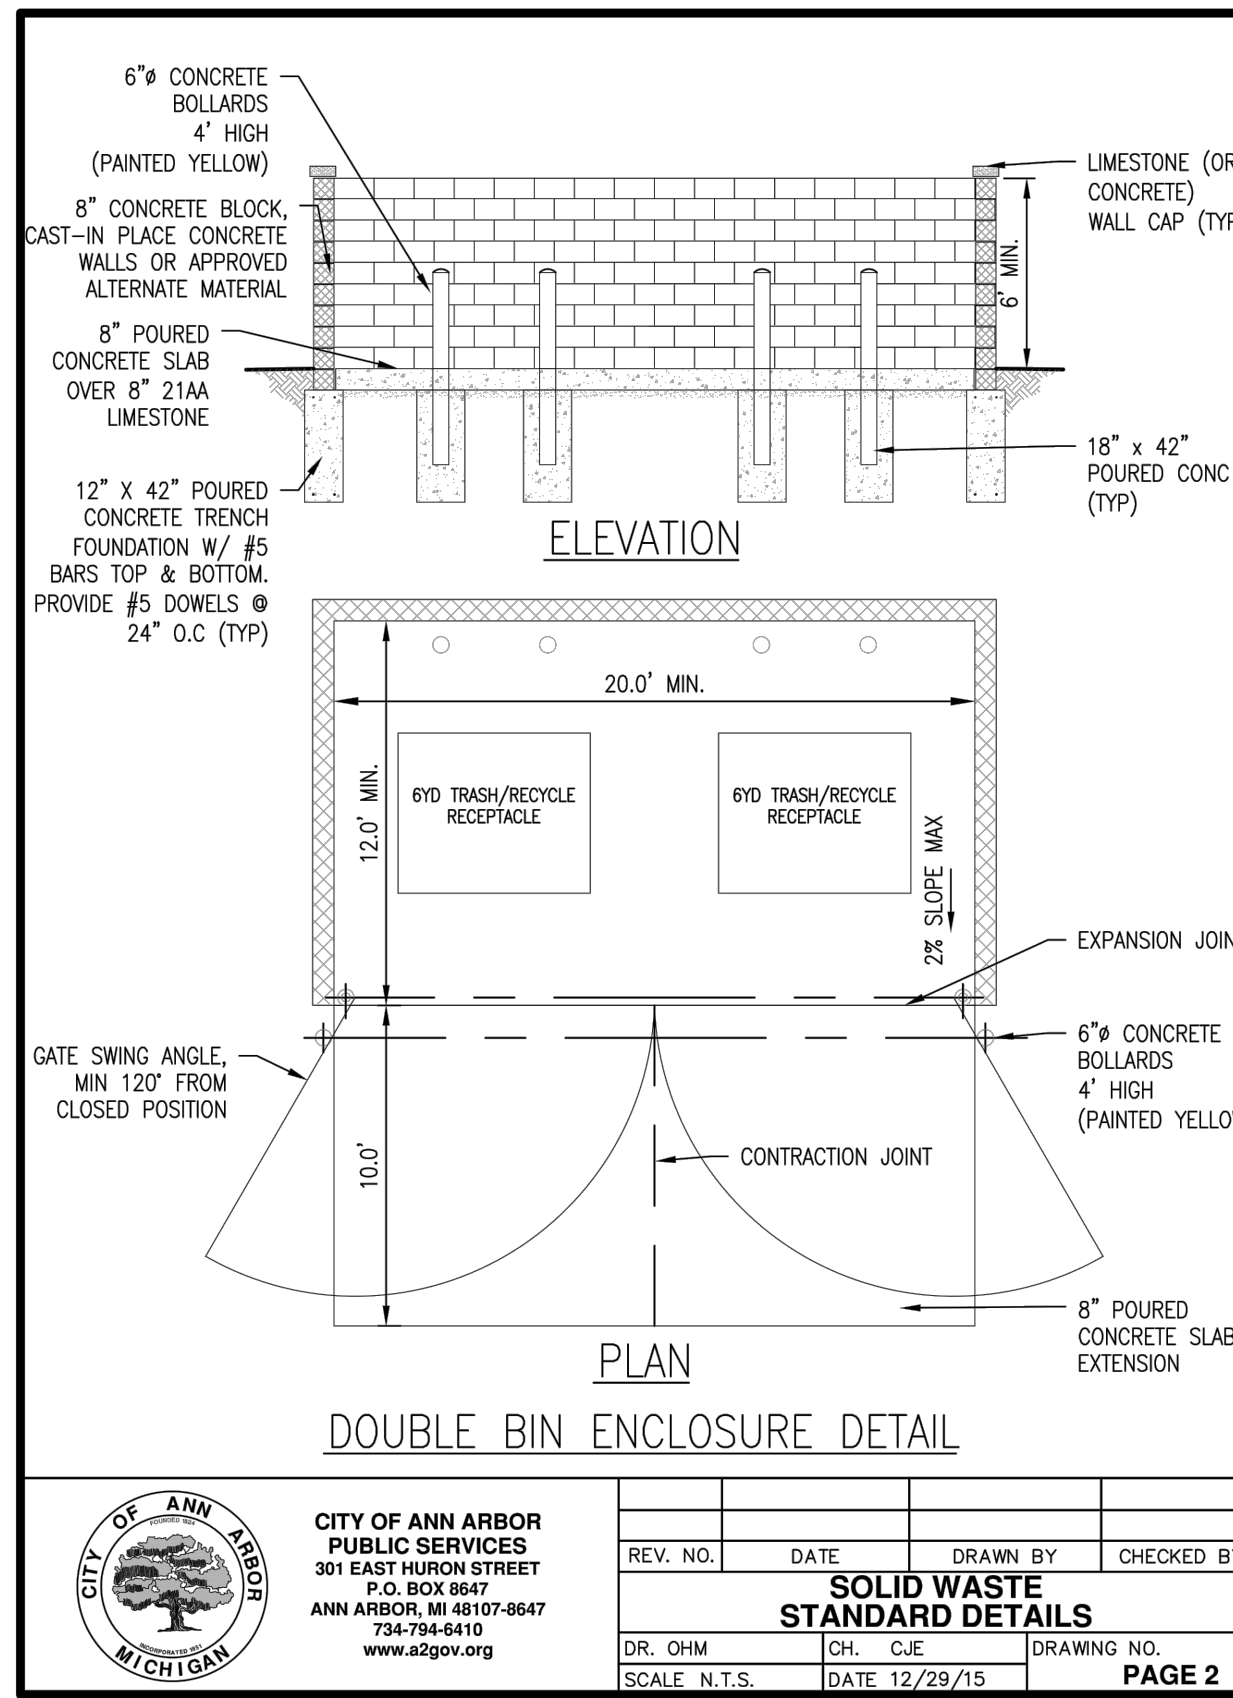 6"ø CONCRETE
BOLLARDS
4' HIGH
(PAINTED YELLOW)
8" CONCRETE BLOCK,
CAST-IN PLACE CONCRETE
WALLS OR APPROVED
ALTERNATE MATERIAL
8" POURED
CONCRETE SLAB
OVER 8" 21AA
LIMESTONE
12" X 42" POURED
CONCRETE TRENCH
FOUNDATION W/ #5
BARS TOP & BOTTOM.
PROVIDE #5 DOWELS @
24" O.C (TYP)
LIMESTONE (OR
CONCRETE)
WALL CAP (TYP
6' MIN.
18" x 42"
POURED CONC
(TYP)
ELEVATION
20.0' MIN.
12.0' MIN.
6YD TRASH/RECYCLE
RECEPTACLE
6YD TRASH/RECYCLE
RECEPTACLE
2% SLOPE MAX
EXPANSION JOIN
GATE SWING ANGLE,
MIN 120° FROM
CLOSED POSITION
6"ø CONCRETE
BOLLARDS
4' HIGH
(PAINTED YELLO
10.0'
CONTRACTION JOINT
8" POURED
CONCRETE SLAB
EXTENSION
PLAN
DOUBLE BIN ENCLOSURE DETAIL
CITY OF ANN ARBOR
FOUNDED 1824
INCORPORATED 1851
MICHIGAN
CITY OF ANN ARBOR
PUBLIC SERVICES
301 EAST HURON STREET
P.O. BOX 8647
ANN ARBOR, MI 48107-8647
734-794-6410
www.a2gov.org
REV. NO. DATE DRAWN BY CHECKED B
SOLID WASTE
STANDARD DETAILS
DR. OHM CH. CJE DRAWING NO.
SCALE N.T.S. DATE 12/29/15 PAGE 2